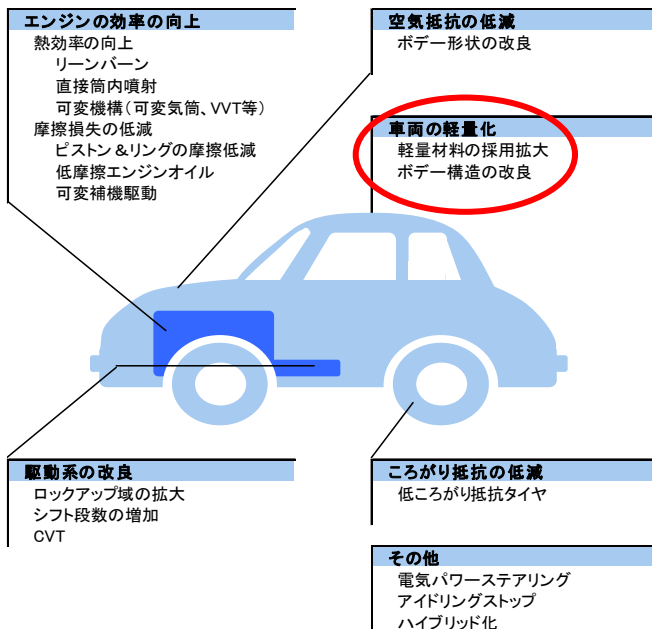 エンジンの効率の向上
熱効率の向上
リーンバーン
直接筒内噴射
可変機構(可変気筒、VVT等)
摩擦損失の低減
ピストン&リングの摩擦低減
低摩擦エンジンオイル
可変補機駆動
空気抵抗の低減
ボデー形状の改良
車両の軽量化
軽量材料の採用拡大
ボデー構造の改良
駆動系の改良
ロックアップ域の拡大
シフト段数の増加
CVT
ころがり抵抗の低減
低ころがり抵抗タイヤ
その他
電気パワーステアリング
アイドリングストップ
ハイブリッド化